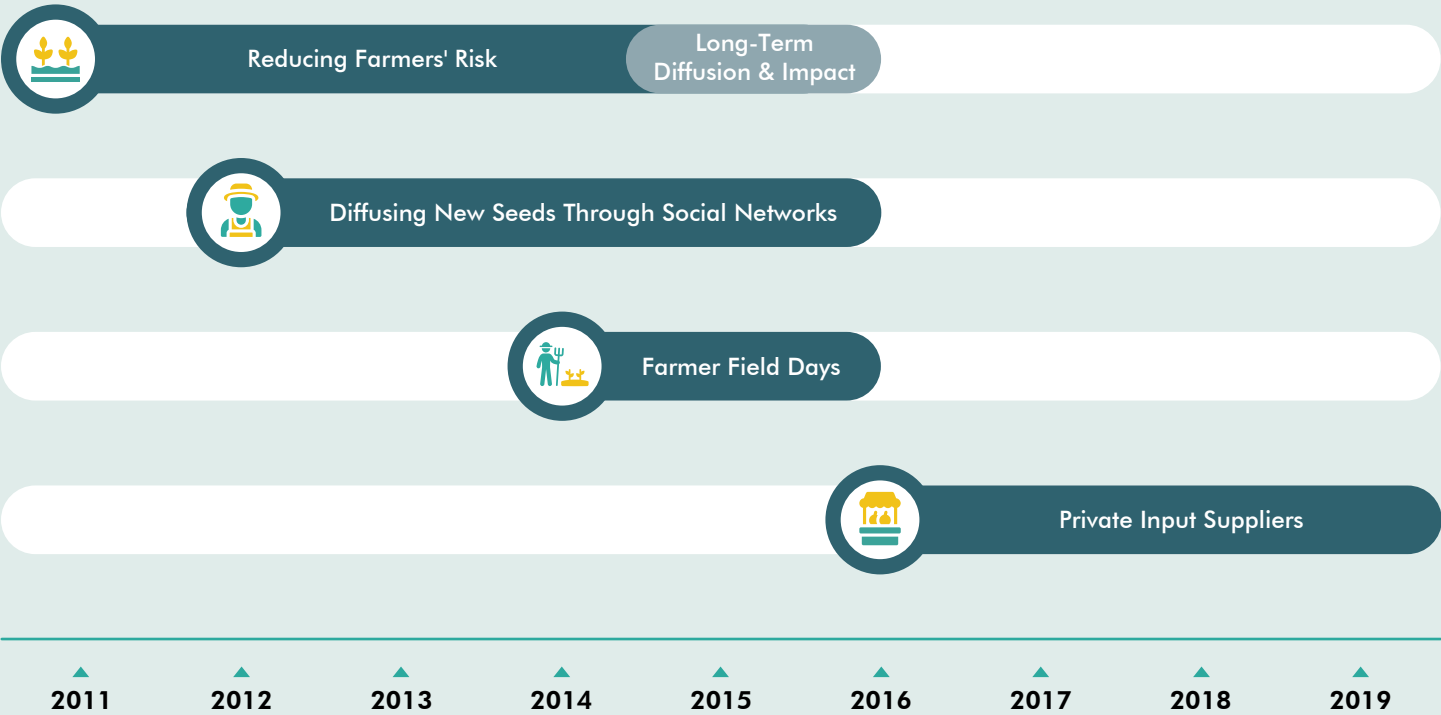 Reducing Farmers' Risk
Long-Term
Diffusion & Impact
Diffusing New Seeds Through Social Networks
Farmer Field Days
Private Input Suppliers
2011 2012 2013 2014 2015 2016 2017 2018 2019